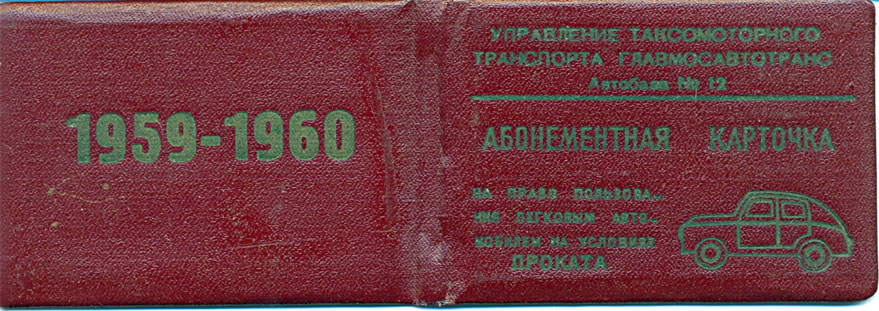 1959-1960
УПРАВЛЕНИЕ ТАКСОМОТОРНОГО
ТРАНСПОРТА ГЛАВМОСАВТОТРАНС
Автобаза № 12
АБОНЕМЕНТНАЯ КАРТОЧКА
НА ПРАВО ПОЛЬЗОВА-
НИЯ ЛЕГКОВЫМ АВТО-
МОБИЛЕМ НА УСЛОВИЯХ
ПРОКАТА